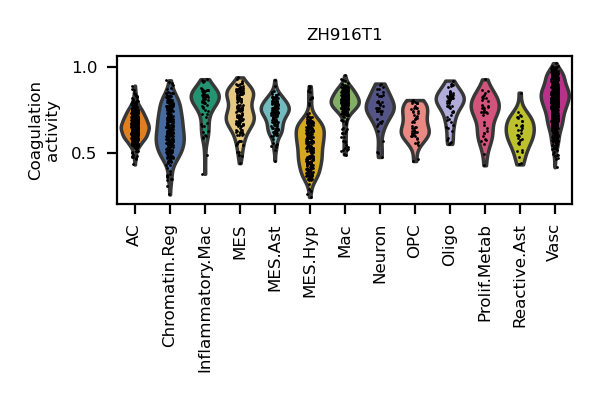 ZH916T1
Coagulation
activity
1.0
0.5
AC
Chromatin.Reg
Inflammatory.Mac
MES
MES.Ast
MES.Hyp
Mac
Neuron
OPC
Oligo
Prolif.Metab
Reactive.Ast
Vasc